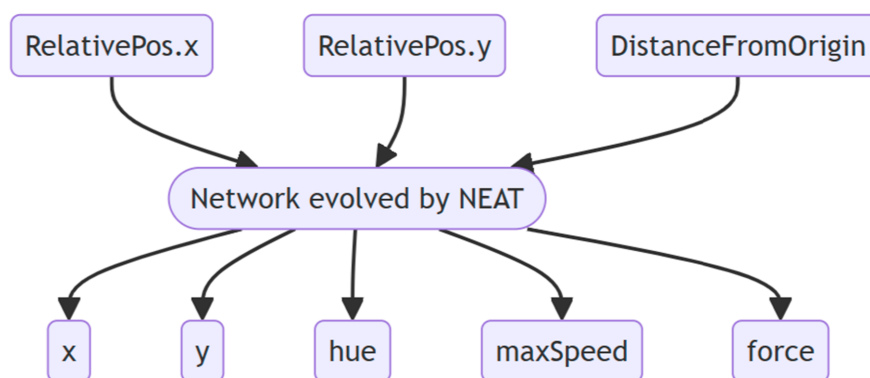 RelativePos.x
RelativePos.y
DistanceFromOrigin
Network evolved by NEAT
x
y
hue
maxSpeed
force